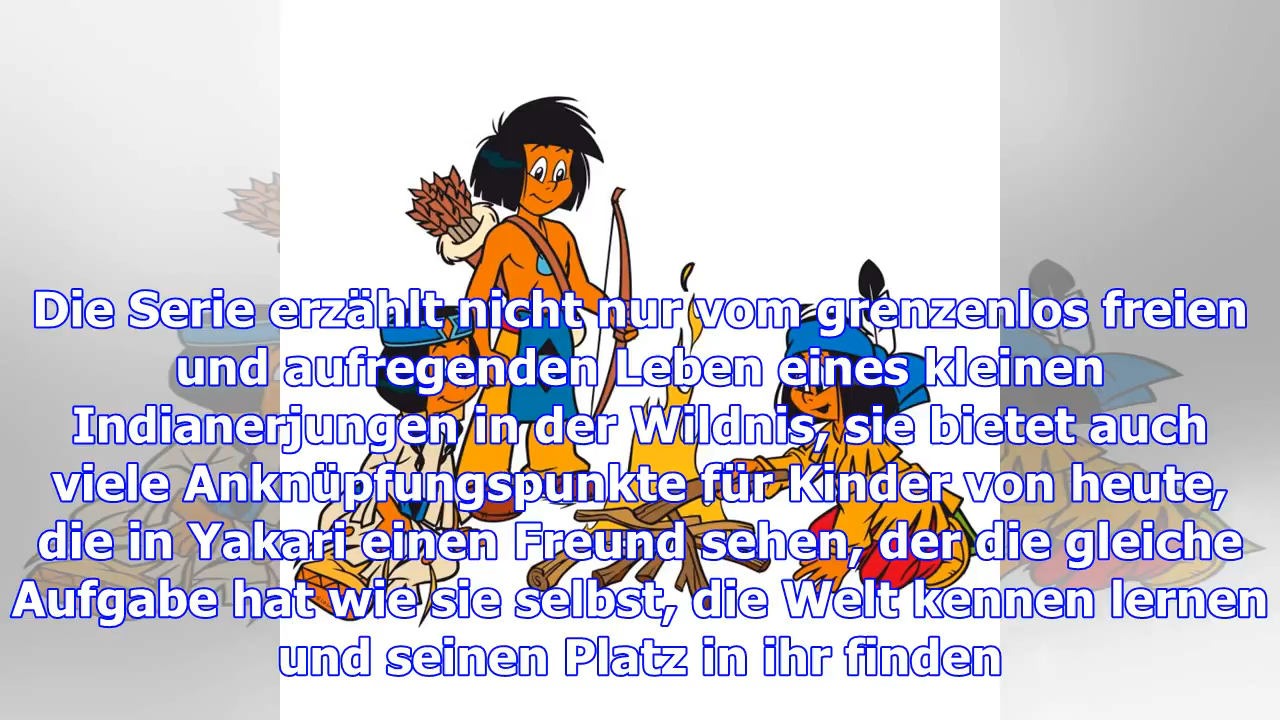 Die Serie erzählt nicht nur vom grenzenlos freien
und aufregenden Leben eines kleinen
Indianerjungen in der Wildnis, sie bietet auch
viele Anknüpfungspunkte für Kinder von heute,
die in Yakari einen Freund sehen, der die gleiche
Aufgabe hat wie sie selbst, die Welt kennen lernen
und seinen Platz in ihr finden